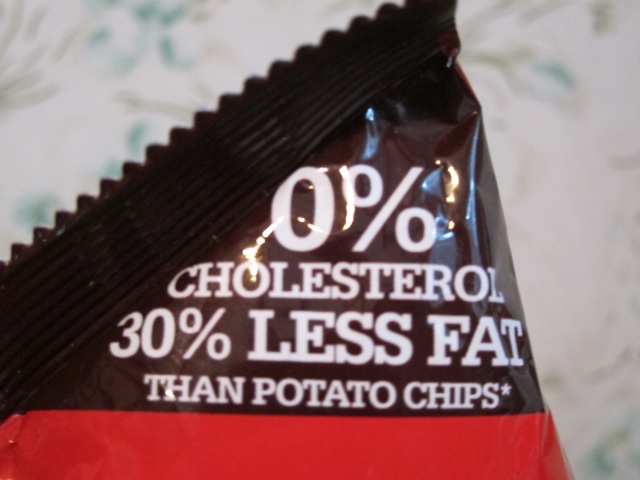 0%
CHOLESTEROL
30% LESS FAT
THAN POTATO CHIPS*